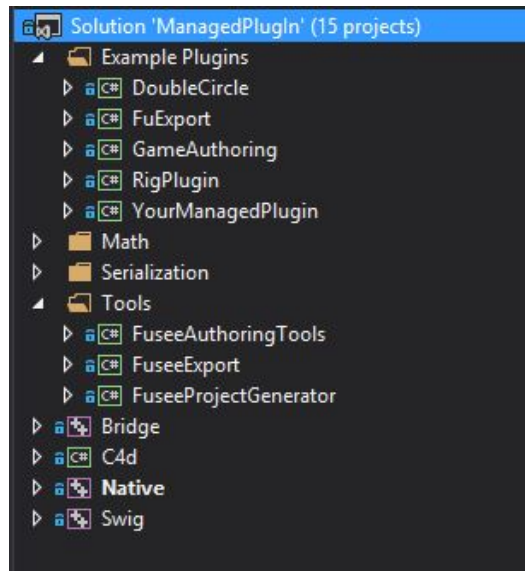 Solution 'ManagedPlugIn' (15 projects)
Example Plugins
C# DoubleCircle
C# FuExport
C# GameAuthoring
C# RigPlugin
C# YourManagedPlugin
Math
Serialization
Tools
C# FuseeAuthoringTools
C# FuseeExport
C# FuseeProjectGenerator
Bridge
C# C4d
Native
Swig